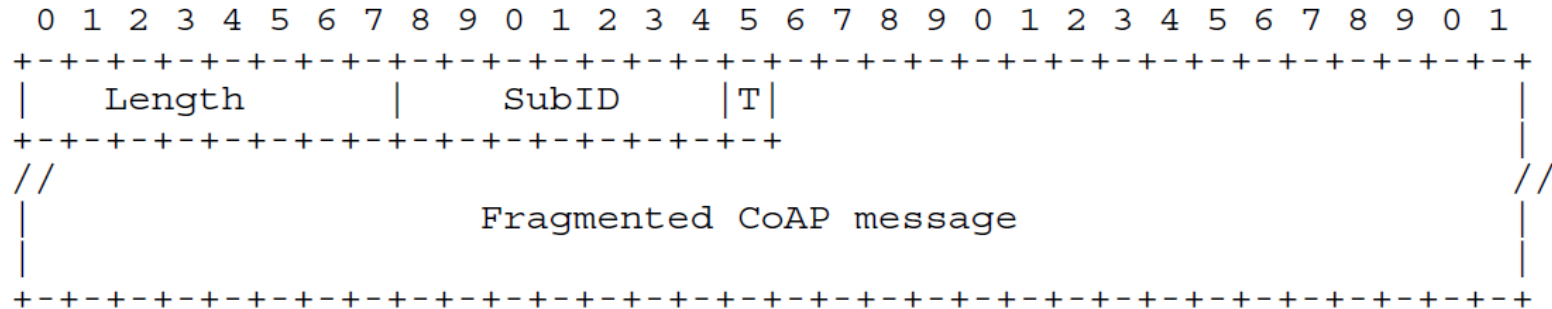 0 1 2 3 4 5 6 7 8 9 0 1 2 3 4 5 6 7 8 9 0 1 2 3 4 5 6 7 8 9 0 1
+-+-+-+-+-+-+-+-+-+-+-+-+-+-+-+-+-+-+-+-+-+-+-+-+-+-+-+-+-+-+-+-+
|   Length      |    SubID    |T|                               |
+-+-+-+-+-+-+-+-+-+-+-+-+-+-+-+-+                               |
//                                                              //
|                   Fragmented CoAP message                     |
|                                                               |
+-+-+-+-+-+-+-+-+-+-+-+-+-+-+-+-+-+-+-+-+-+-+-+-+-+-+-+-+-+-+-+-+